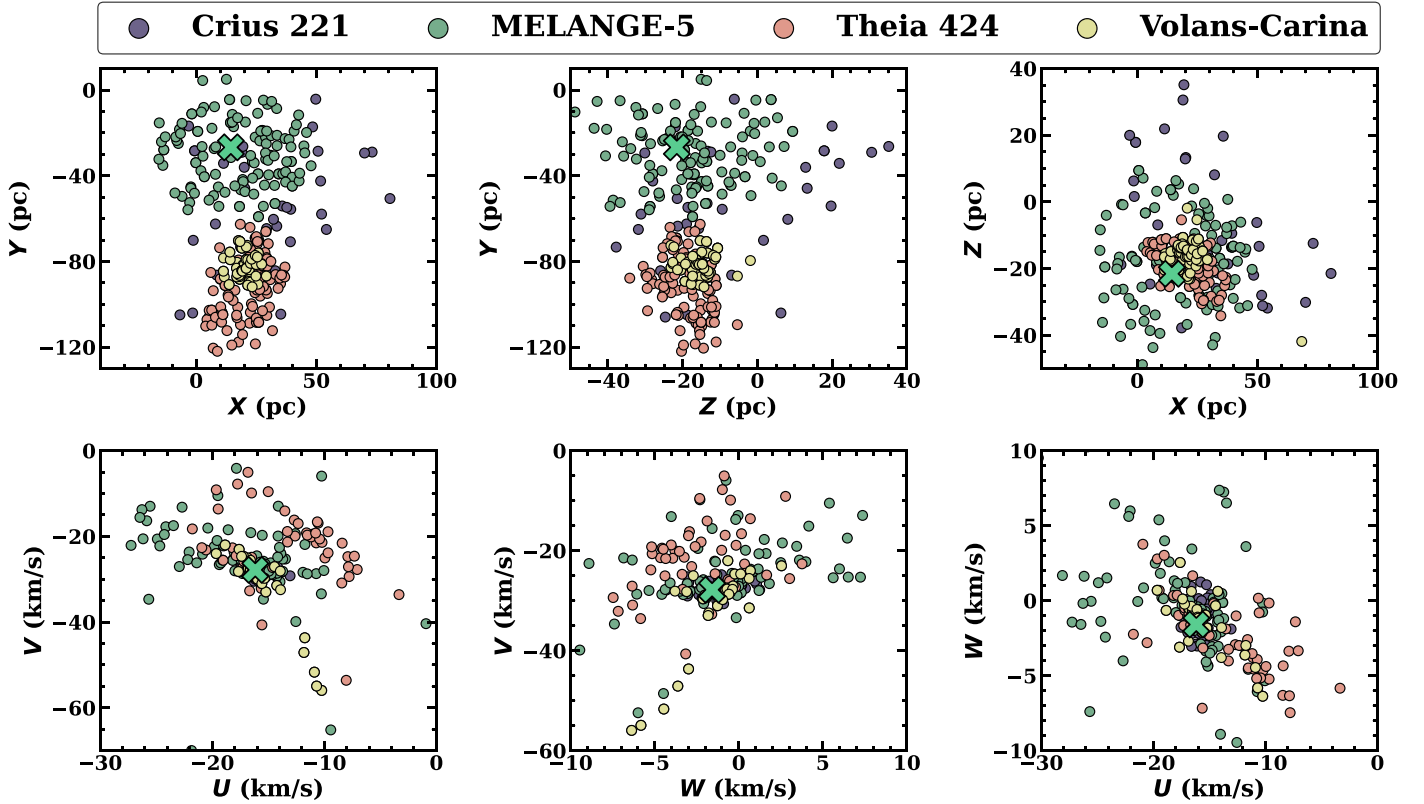 Crius 221 MELANGE-5 Theia 424 Volans-Carina
0
−40
−80
−120
Y (pc)
0 50 100
X (pc)
0
−40
−80
−120
Y (pc)
−40 −20 0 20 40
Z (pc)
40
20
0
−20
−40
Z (pc)
0 50 100
X (pc)
0
−20
−40
−60
V (km/s)
−30 −20 −10 0
U (km/s)
0
−20
−40
−60
V (km/s)
−10 −5 0 5 10
W (km/s)
10
5
0
−5
−10
W (km/s)
−30 −20 −10 0
U (km/s)